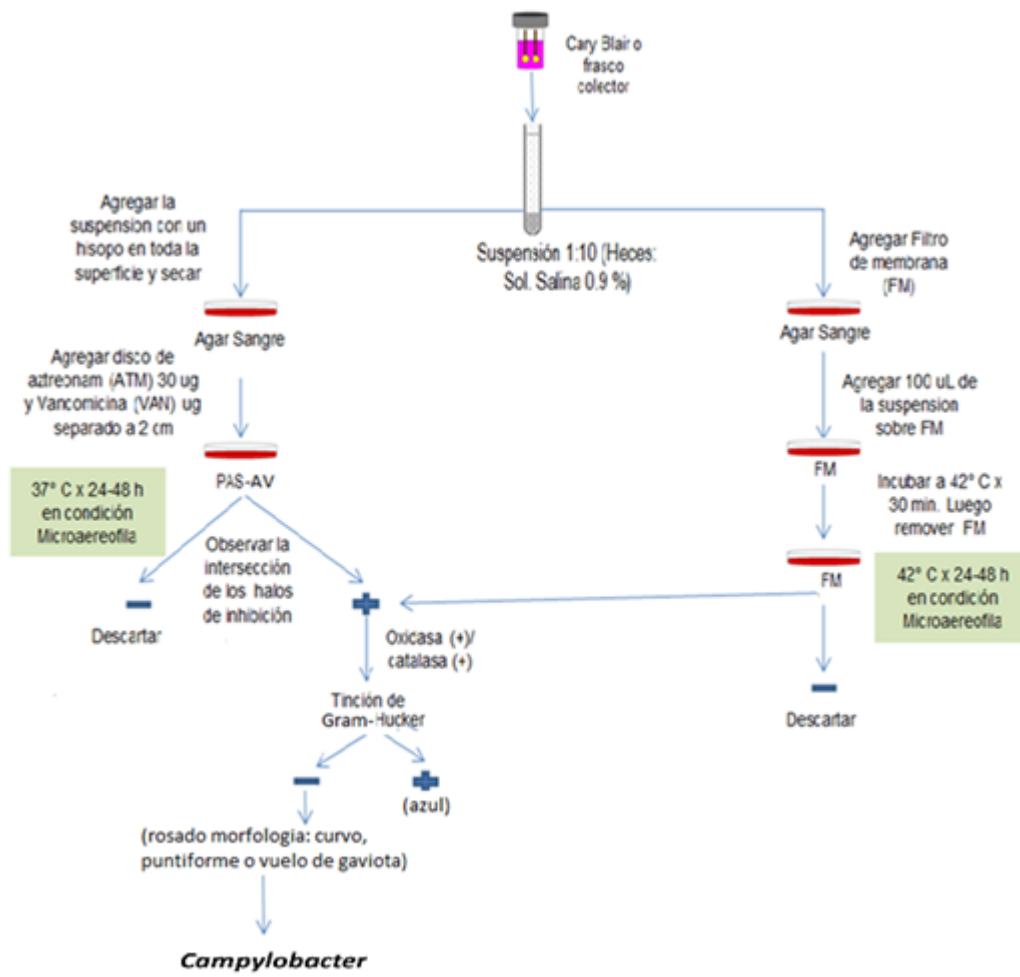 Cary Blair o
frasco
colector
Agregar la
suspensión con un
hisopo en toda la
superficie y secar
Suspensión 1:10 (Heces:
Sol. Salina 0.9 %)
Agregar Filtro
de membrana
(FM)
Agar Sangre
Agar Sangre
Agregar disco de
aztreonam (ATM) 30 ug
y Vancomicina (VAN) ug
separado a 2 cm
Agregar 100 uL de
la suspension
sobre FM
PAS-AV
FM
37° C x 24-48 h
en condición
Microaereofila
Incubar a 42° C x
30 min. Luego
remover FM
Observar la
intersección
de los halos
de inhibición
FM
42° C x 24-48 h
en condición
Microaereofila
Descartar
Oxicasa (+)/
catalasa (+)
Tinción de
Gram-Hucker
Descartar
(azul)
(rosado morfologia: curvo,
puntiforme o vuelo de gaviota)
Campylobacter